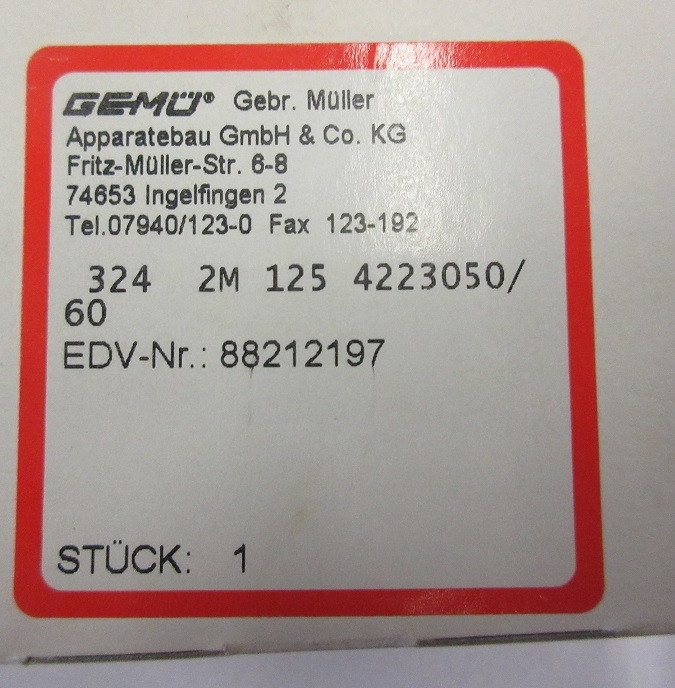 GEMÜ® Gebr. Müller
Apparatebau GmbH & Co. KG
Fritz-Müller-Str. 6-8
74653 Ingelfingen 2
Tel.07940/123-0 Fax 123-192
324 2M 125 4223050/
60
EDV-Nr.: 88212197
STÜCK: 1